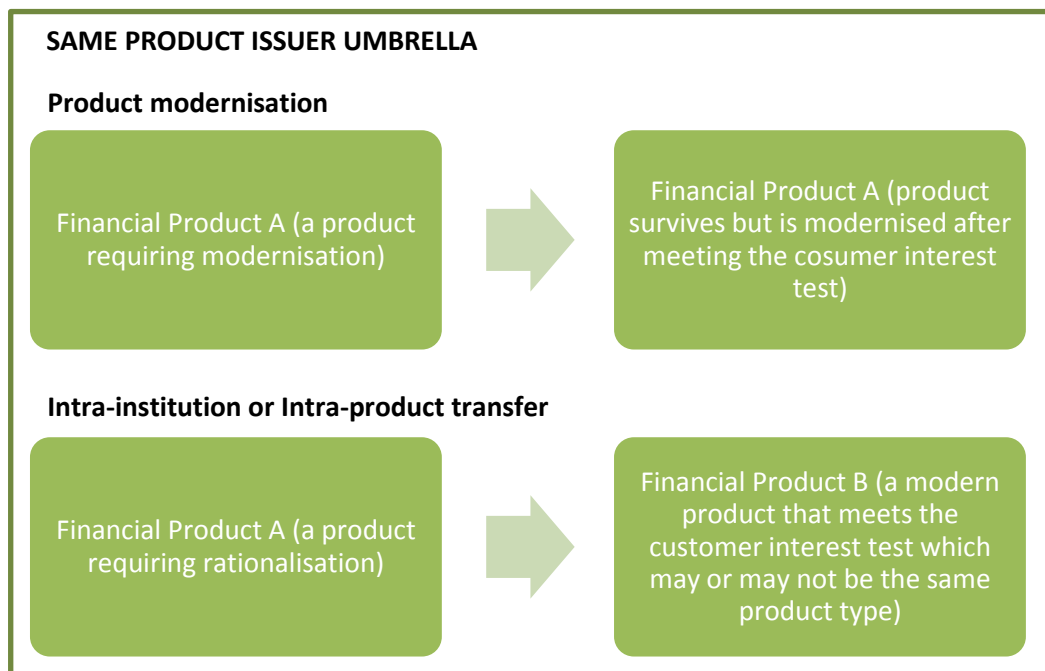 SAME PRODUCT ISSUER UMBRELLA
Product modernisation
Financial Product A (a product
requiring modernisation)
Financial Product A (product
survives but is modernised after
meeting the cosumer interest
test)
Intra-institution or Intra-product transfer
Financial Product A (a product
requiring rationalisation)
Financial Product B (a modern
product that meets the
customer interest test which
may or may not be the same
product type)